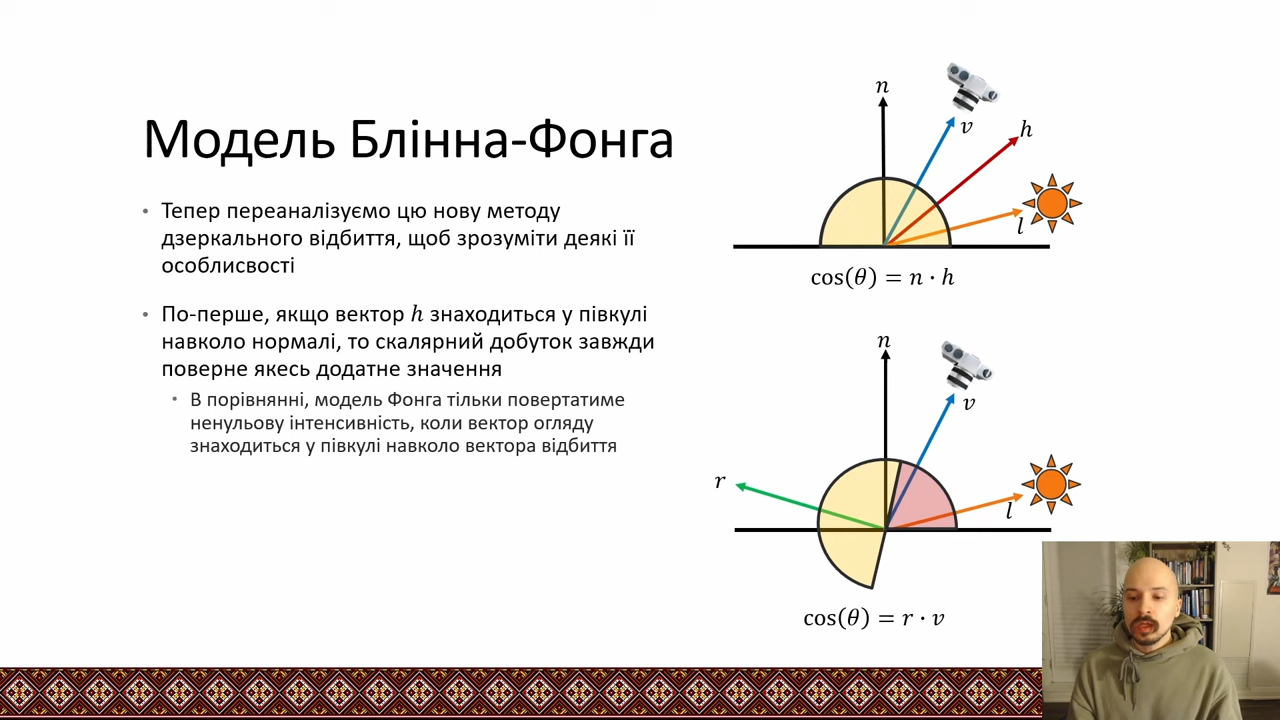 Модель Блінна-Фонга
• Тепер переаналізуємо цю нову методу
дзеркального відбиття, щоб зрозуміти деякі її
особлисвості
• По-перше, якщо вектор h знаходиться у півкулі
навколо нормалі, то скалярний добуток завжди
поверне якесь додатне значення
• В порівнянні, модель Фонга тільки повертатиме
ненульову інтенсивність, коли вектор огляду
знаходиться у півкулі навколо вектора відбиття
n
v
h
l
cos(θ) = n · h
n
v
r
l
cos(θ) = r · v